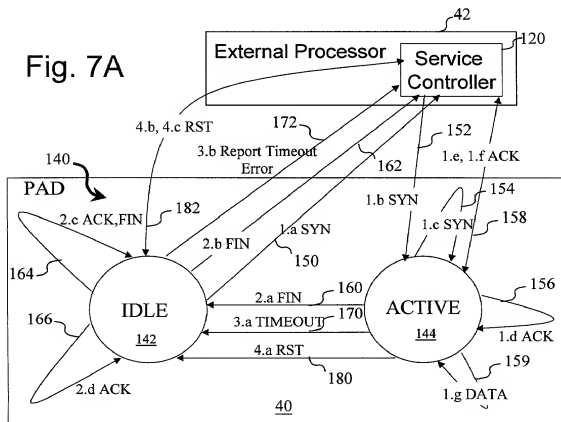 42
120
External Processor
Service
Controller
Fig. 7A
4.b, 4.c RST
172
3.b Report Timeout
Error
162
152
1.e, 1.f ACK
140
PAD
154
1.b SYN
1.c SYN
158
2.c ACK,FIN
182
2.b FIN
1.a SYN
150
164
IDLE
142
166
2.d ACK
2.a FIN
160
3.a TIMEOUT
170
4.a RST
180
ACTIVE
144
156
1.d ACK
159
1.g DATA
40